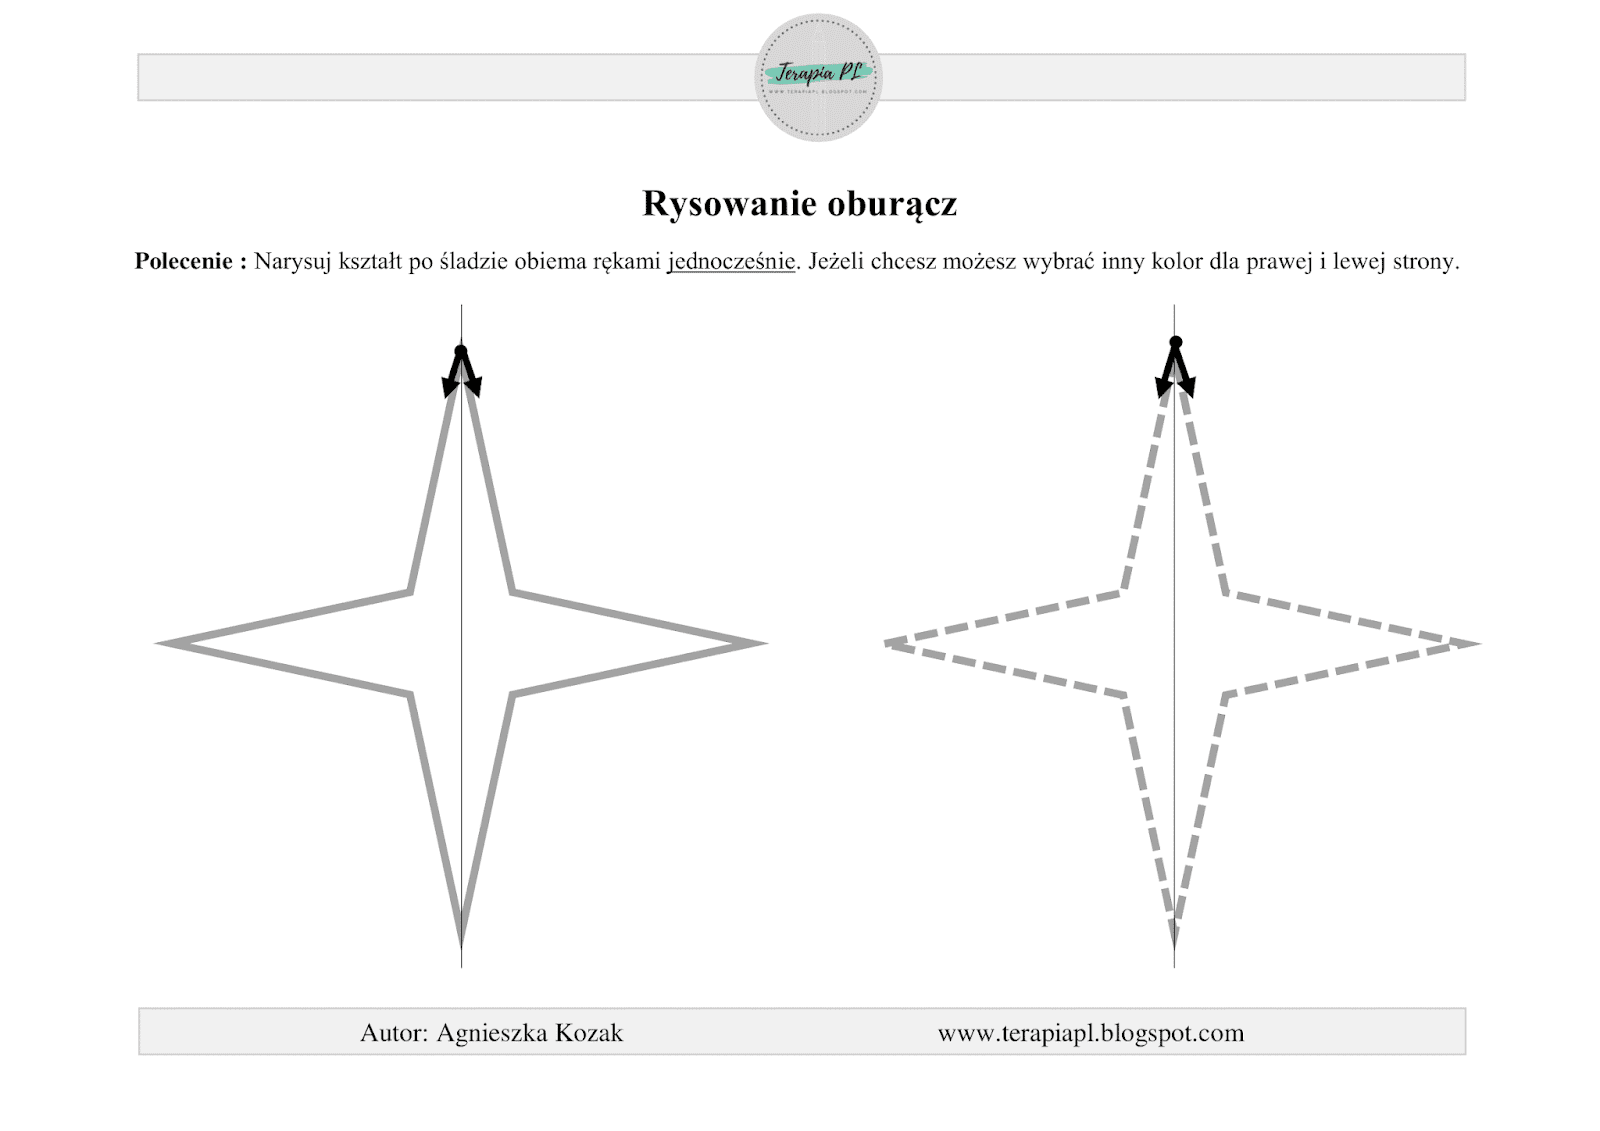 Terapia PL
WWW.TERAPIAPL.BLOGSPOT.COM
Rysowanie oburącz
Polecenie : Narysuj kształt po śladzie obiema rękami jednocześnie. Jeżeli chcesz możesz wybrać inny kolor dla prawej i lewej strony.
Autor: Agnieszka Kozak www.terapiapl.blogspot.com